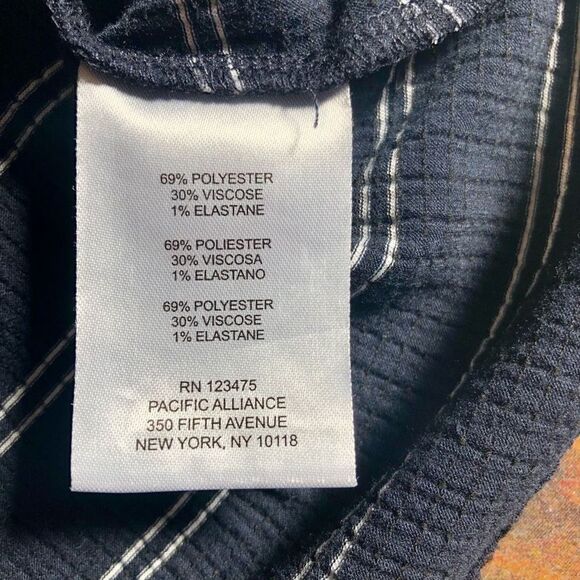 69% POLYESTER
30% VISCOSE
1% ELASTANE
69% POLIESTER
30% VISCOSA
1% ELASTANO
69% POLYESTER
30% VISCOSE
1% ELASTANE
RN 123475
PACIFIC ALLIANCE
350 FIFTH AVENUE
NEW YORK, NY 10118